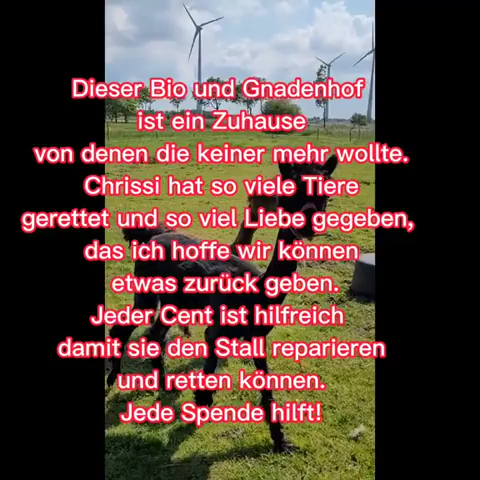 Dieser Bio und Gnadenhof
ist ein Zuhause
von denen die keiner mehr wollte.
Chrissi hat so viele Tiere
gerettet und so viel Liebe gegeben,
das ich hoffe wir können
etwas zurück geben.
Jeder Cent ist hilfreich
damit sie den Stall reparieren
und retten können.
Jede Spende hilft!